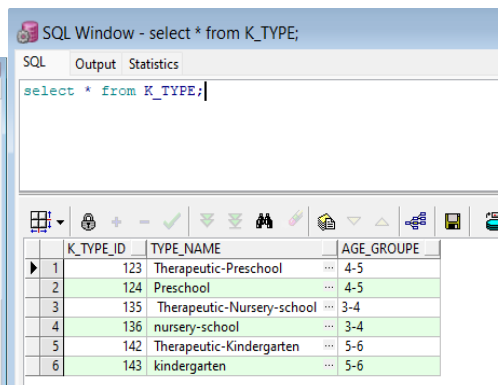 SQL Window - select * from K_TYPE;
SQL Output Statistics
select * from K_TYPE;
K_TYPE_ID TYPE_NAME AGE_GROUPE
1 123 Therapeutic-Preschool ... 4-5
2 124 Preschool ... 4-5
3 135 Therapeutic-Nursery-school ... 3-4
4 136 nursery-school ... 3-4
5 142 Therapeutic-Kindergarten ... 5-6
6 143 kindergarten ... 5-6